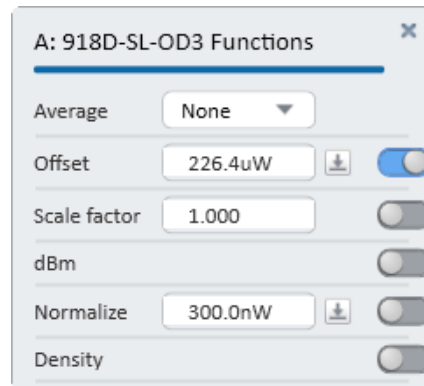 A: 918D-SL-OD3 Functions
Average None
Offset 226.4uW
Scale factor 1.000
dBm
Normalize 300.0nW
Density